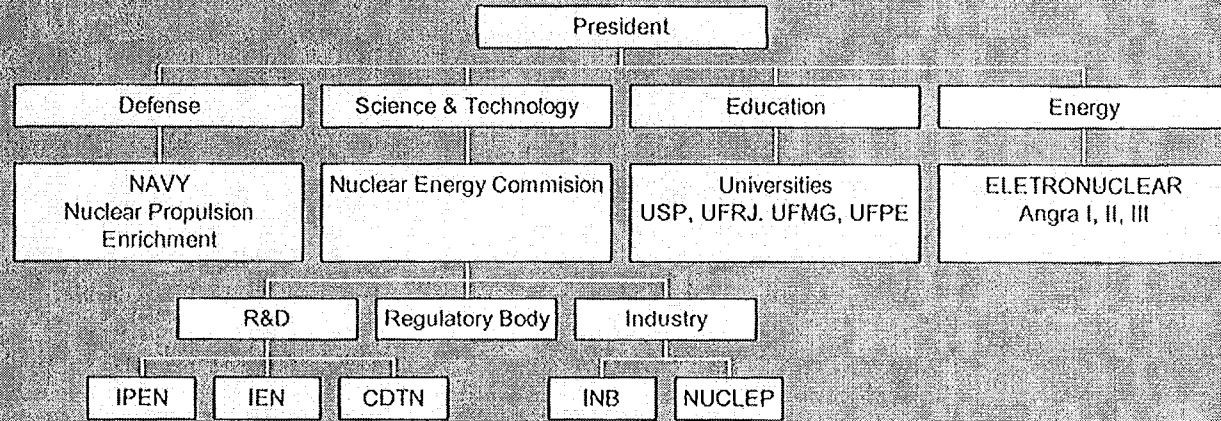 President
Defense
Science & Technology
Education
Energy
NAVY
Nuclear Propulsion
Enrichment
Nuclear Energy Commision
Universities
USP, UFRJ. UFMG, UFPE
ELETRONUCLEAR
Angra I, II, III
R&D
Regulatory Body
Industry
IPEN
IEN
CDTN
INB
NUCLEP